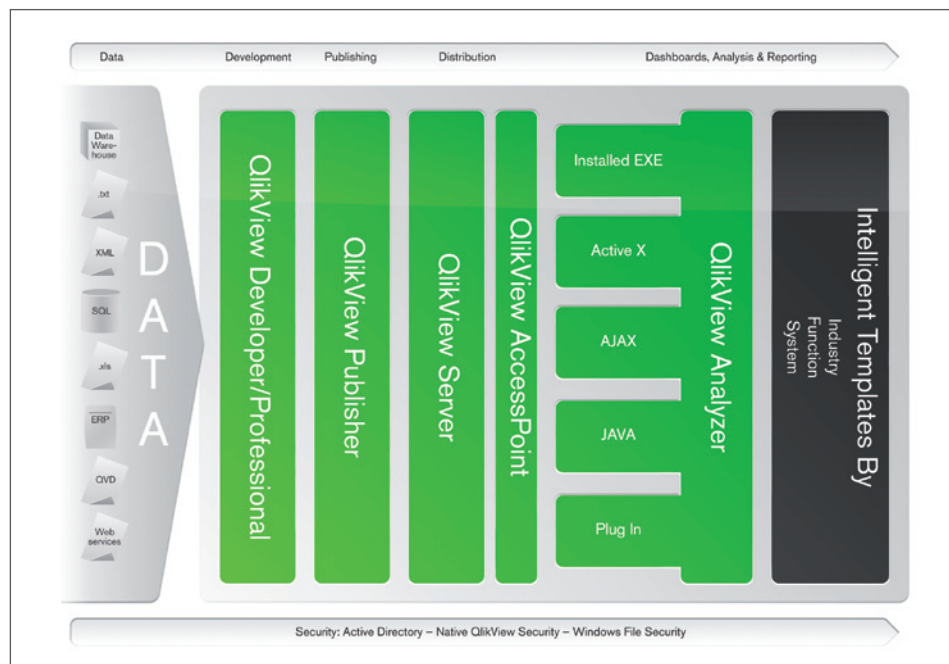 Data
Development
Publishing
Distribution
Dashboards, Analysis & Reporting
Data
Ware-
house
.txt
XML
SQL
.xls
ERP
QVD
Web
services
DATA
QlikView Developer/Professional
QlikView Publisher
QlikView Server
QlikView AccessPoint
Installed EXE
Active X
AJAX
JAVA
Plug In
QlikView Analyzer
Intelligent Templates By
Industry
Function
System
Security: Active Directory – Native QlikView Security – Windows File Security